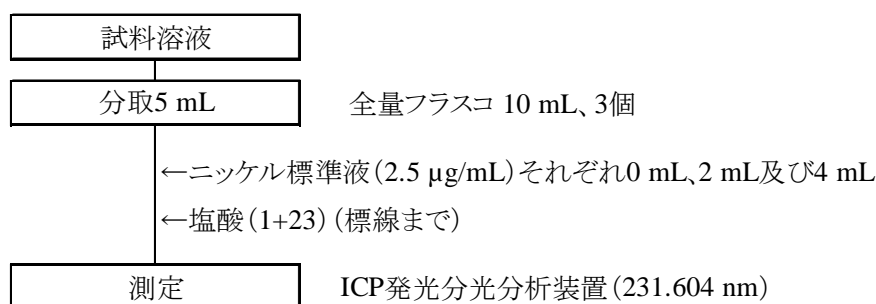 試料溶液
分取5 mL 全量フラスコ 10 mL、3個
←ニッケル標準液(2.5 µg/mL)それぞれ0 mL、2 mL及び4 mL
←塩酸(1+23) (標線まで)
測定 ICP発光分光分析装置(231.604 nm)